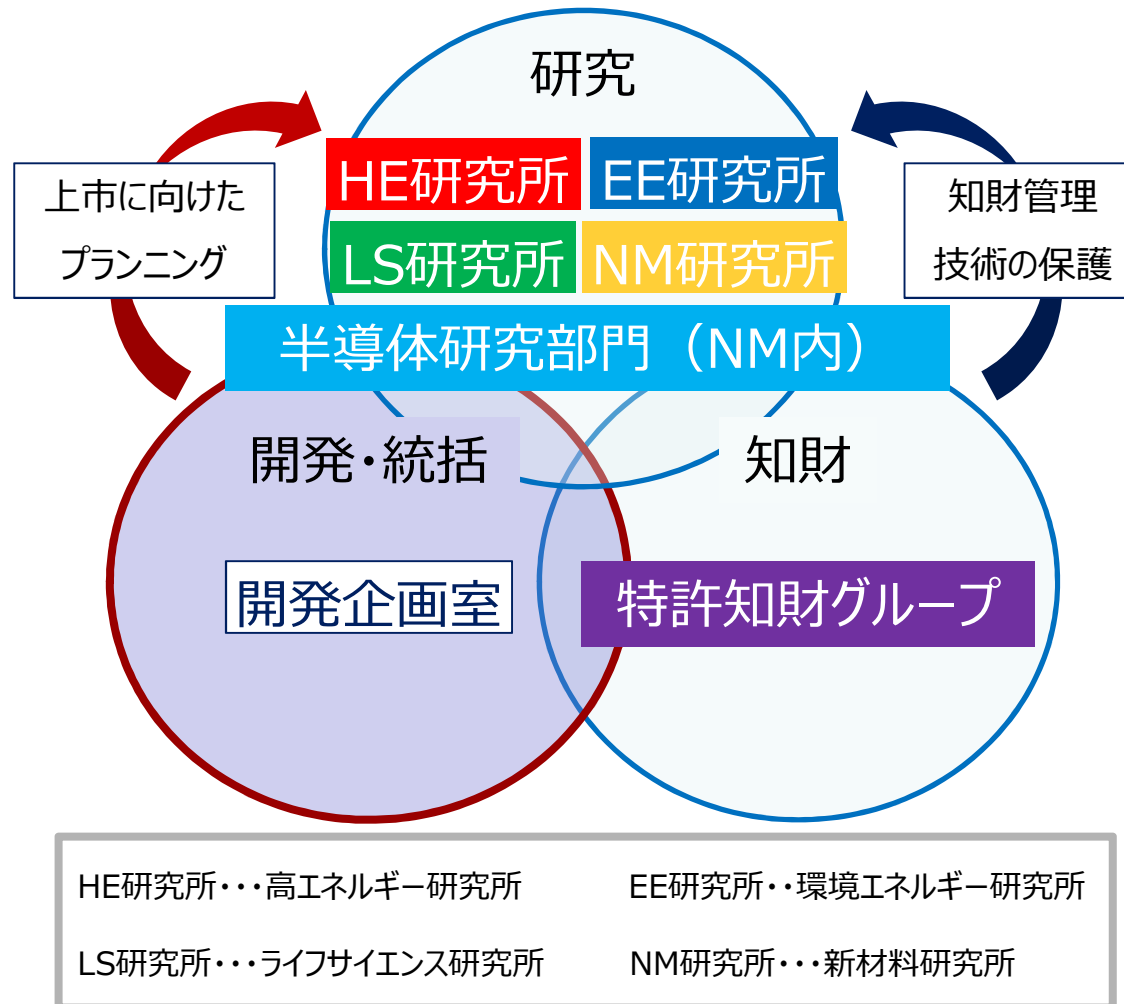 研究
HE研究所
EE研究所
LS研究所
NM研究所
上市に向けた
プランニング
知財管理
技術の保護
半導体研究部門（NM内）
開発・統括
知財
開発企画室
特許知財グループ
HE研究所・・・高エネルギー研究所
EE研究所・・環境エネルギー研究所
LS研究所・・・ライフサイエンス研究所
NM研究所・・・新材料研究所